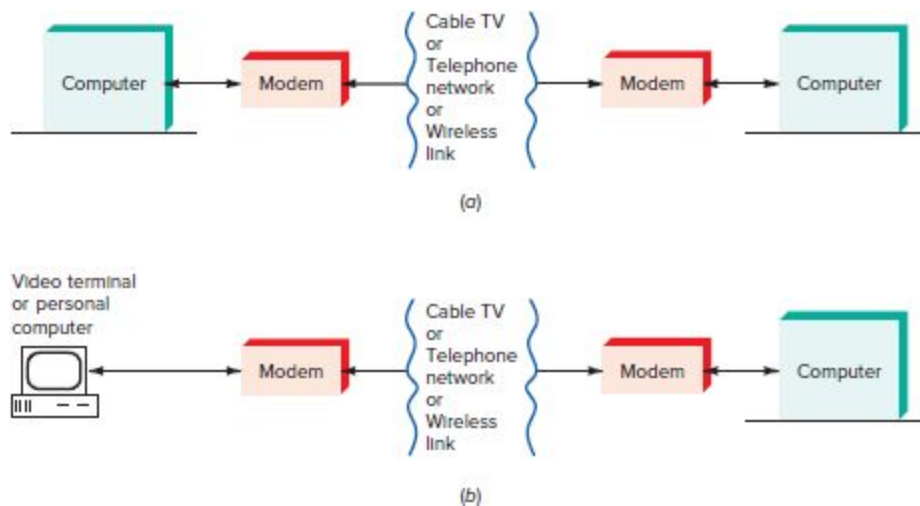 Cable TV
or
Telephone
network
or
Wireless
link
Computer
Modem
Modem
Computer
(a)
Video terminal
or personal
computer
Cable TV
or
Telephone
network
or
Wireless
link
Modem
Modem
Computer
(b)